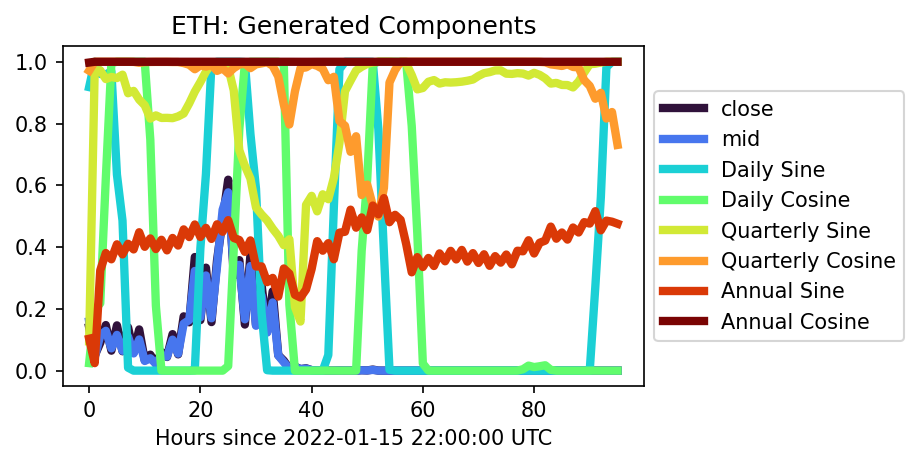 ETH: Generated Components
1.0
0.8
0.6
0.4
0.2
0.0
0
20
40
60
80
Hours since 2022-01-15 22:00:00 UTC
close
mid
Daily Sine
Daily Cosine
Quarterly Sine
Quarterly Cosine
Annual Sine
Annual Cosine